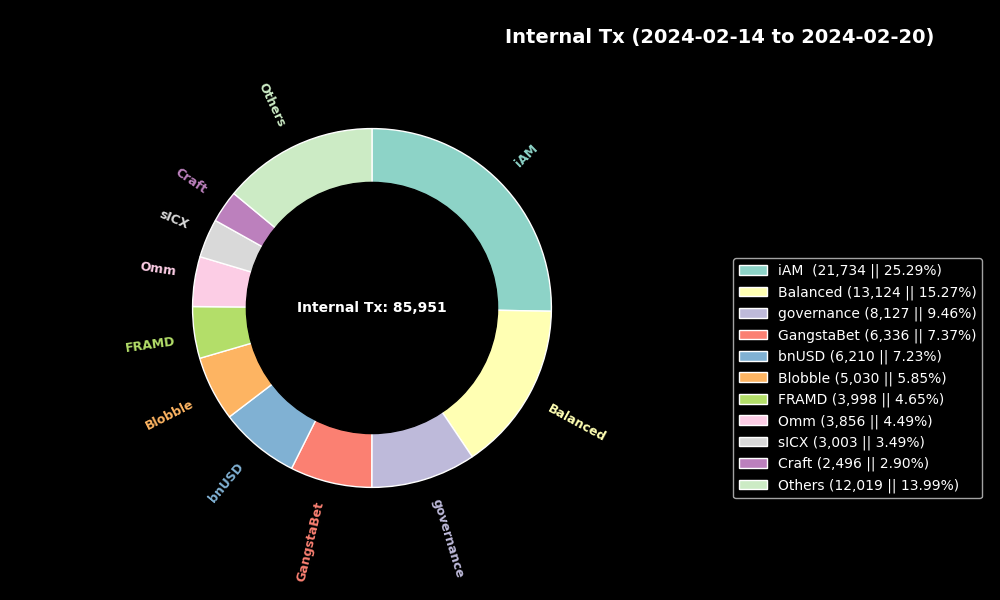 Internal Tx (2024-02-14 to 2024-02-20)
Others
iAM
Craft
sICX
Omm
FRAMD
Blobble
bnUSD
GangstaBet
governance
Balanced
Internal Tx: 85,951
iAM  (21,734 || 25.29%)
Balanced (13,124 || 15.27%)
governance (8,127 || 9.46%)
GangstaBet (6,336 || 7.37%)
bnUSD (6,210 || 7.23%)
Blobble (5,030 || 5.85%)
FRAMD (3,998 || 4.65%)
Omm (3,856 || 4.49%)
sICX (3,003 || 3.49%)
Craft (2,496 || 2.90%)
Others (12,019 || 13.99%)